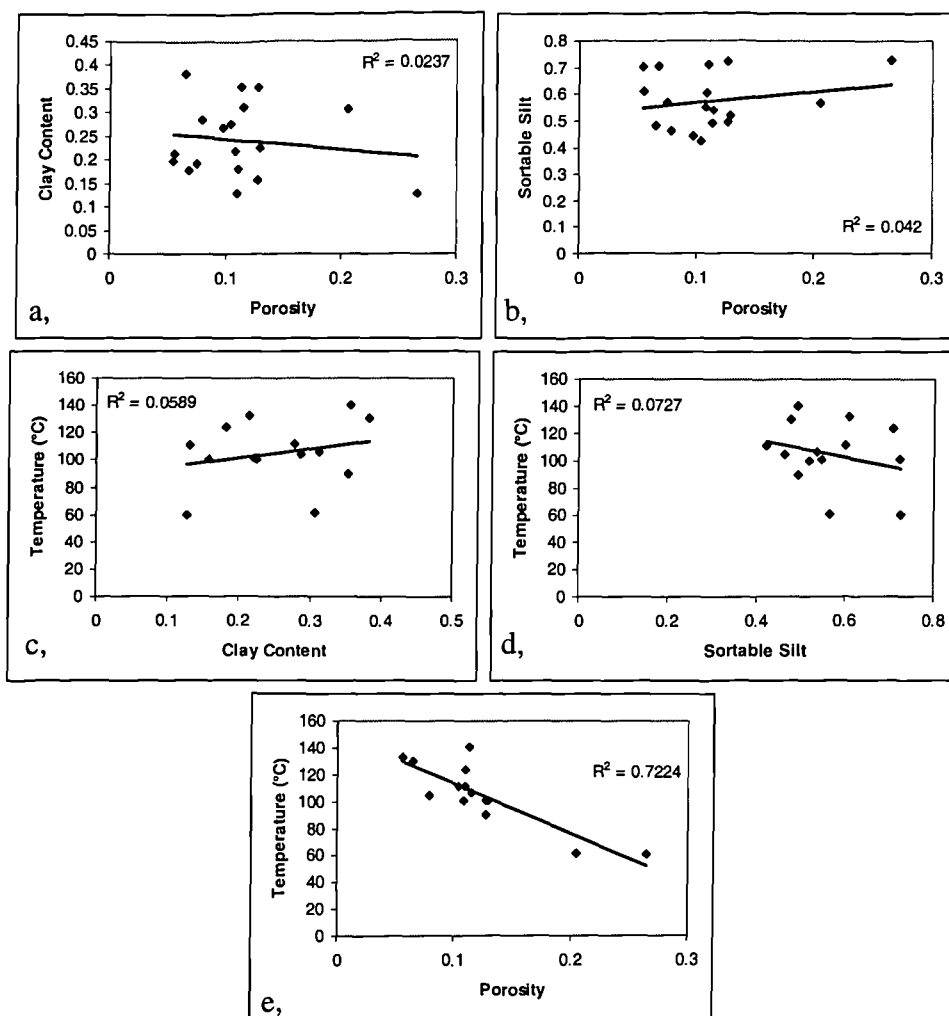 R² = 0.0237
Clay Content
0.45
0.4
0.35
0.3
0.25
0.2
0.15
0.1
0.05
0
0 0.1 0.2 0.3
Porosity
a,
Sortable Silt
0.8
0.7
0.6
0.5
0.4
0.3
0.2
0.1
0
R² = 0.042
0 0.1 0.2 0.3
Porosity
b,
R² = 0.0589
Temperature (°C)
160
140
120
100
80
60
40
20
0
0 0.1 0.2 0.3 0.4 0.5
Clay Content
c,
R² = 0.0727
Temperature (°C)
160
140
120
100
80
60
40
20
0
0 0.2 0.4 0.6 0.8
Sortable Silt
d,
R² = 0.7224
Temperature (°C)
160
140
120
100
80
60
40
20
0
0 0.1 0.2 0.3
Porosity
e,